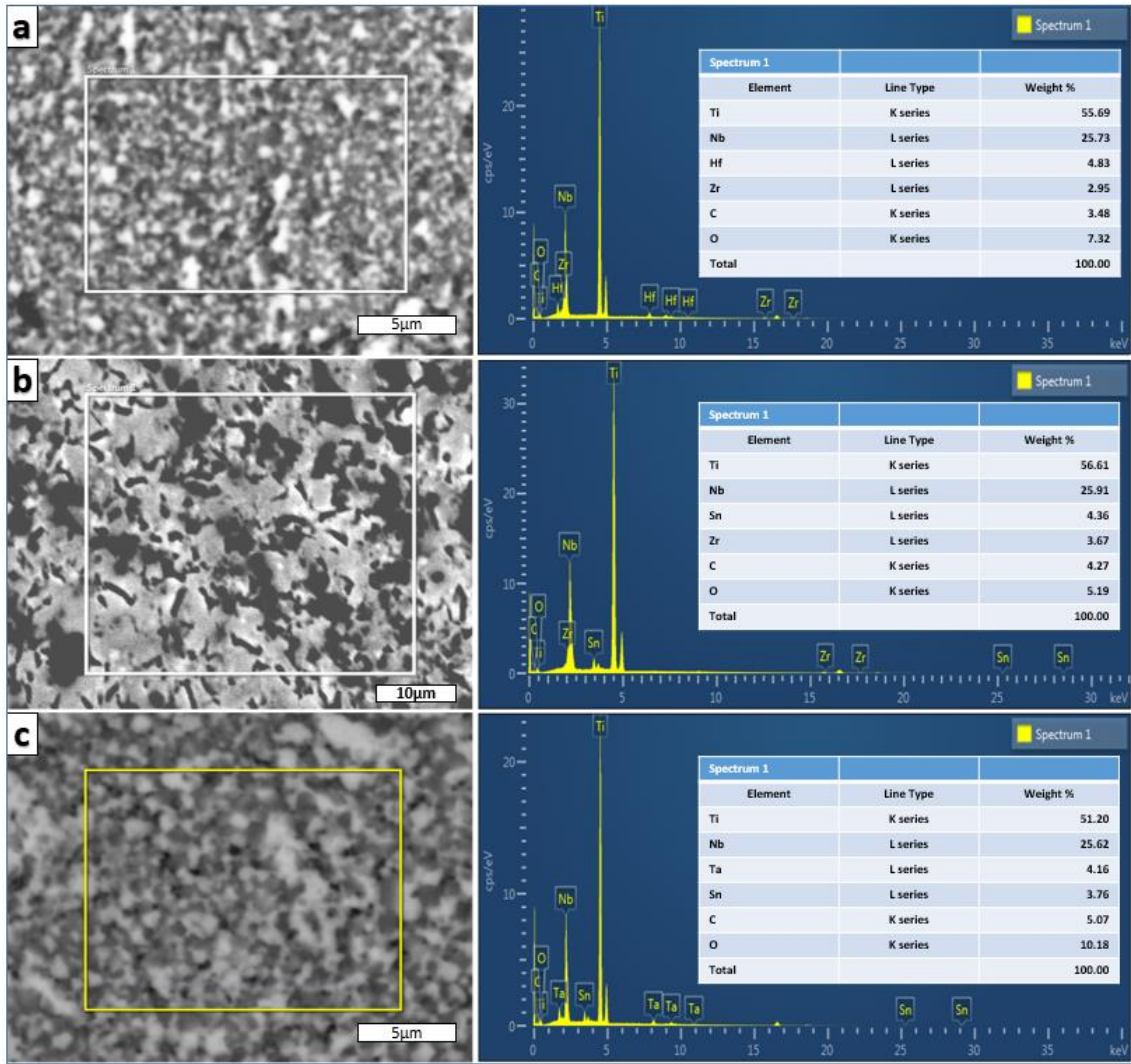 a
Spectrum 1
5µm
cps/eV
20
10
0
Ti
Nb
O
Zr
C
Hf
Ti
Hf
Hf
Hf
Zr
Zr
0 5 10 15 20 25 30 35 keV
Spectrum 1
Spectrum 1
Element Line Type Weight %
Ti K series 55.69
Nb L series 25.73
Hf L series 4.83
Zr L series 2.95
C K series 3.48
O K series 7.32
Total 100.00
b
Spectrum 1
10µm
cps/eV
30
20
10
0
Ti
Nb
O
C
Zr
Sn
Ti
Zr
Zr
Sn
Sn
0 5 10 15 20 25 30 keV
Spectrum 1
Spectrum 1
Element Line Type Weight %
Ti K series 56.61
Nb L series 25.91
Sn L series 4.36
Zr L series 3.67
C K series 4.27
O K series 5.19
Total 100.00
c
5µm
cps/eV
20
10
0
Ti
Nb
O
C
Ta
Sn
Ti
Ta
Ta
Ta
Sn
Sn
0 5 10 15 20 25 30 35 keV
Spectrum 1
Spectrum 1
Element Line Type Weight %
Ti K series 51.20
Nb L series 25.62
Ta L series 4.16
Sn L series 3.76
C K series 5.07
O K series 10.18
Total 100.00